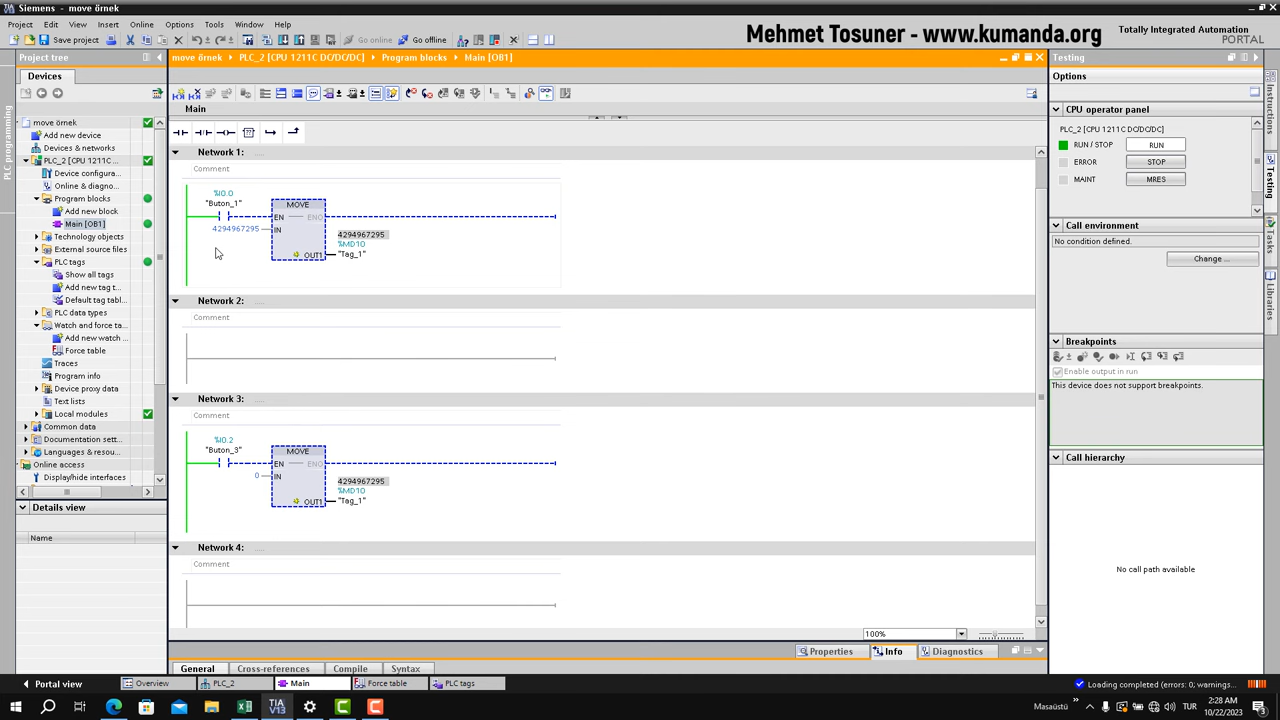 Siemens - move örnek
Project Edit View Insert Online Options Tools Window Help
Mehmet Tosuner - www.kumanda.org
Totally Integrated Automation
PORTAL
Save project
Go online
Go offline
Project tree
move örnek
PLC_2 [CPU 1211C DC/DC/DC]
Program blocks
Main [OB1]
Testing
Devices
Options
PLC programming
Main
CPU operator panel
move örnek
Add new device
Devices & networks
PLC_2 [CPU 1211C ...
Device configura...
Online & diagno...
Program blocks
Add new block
Main [OB1]
Technology objects
External source files
PLC tags
Show all tags
Add new tag t...
Default tag tabl...
PLC data types
Watch and force ta...
Add new watch ...
Force table
Traces
Program info
Device proxy data
Text lists
Local modules
Common data
Documentation sett...
Languages & resou...
Online access
Display/hide interfaces
Details view
Name
Network 1: .....
Comment
%I0.0
"Buton_1"
MOVE
EN ENO
4294967295 IN
4294967295
%MD10
OUT1 "Tag_1"
Network 2: .....
Comment
Network 3: .....
Comment
%I0.2
"Buton_3"
MOVE
EN ENO
0 IN
4294967295
%MD10
OUT1 "Tag_1"
Network 4: .....
Comment
100%
Properties
Info
Diagnostics
General
Cross-references
Compile
Syntax
PLC_2 [CPU 1211C DC/DC/DC]
RUN / STOP RUN
ERROR STOP
MAINT MRES
Call environment
No condition defined.
Change ...
Breakpoints
Enable output in run
This device does not support breakpoints.
Call hierarchy
No call path available
Instructions
Testing
Tasks
Libraries
Portal view
Overview
PLC_2
Main
Force table
PLC tags
Loading completed (errors: 0; warnings...
TIA
V13
Masaüstü
TUR
2:28 AM
10/22/2023
3